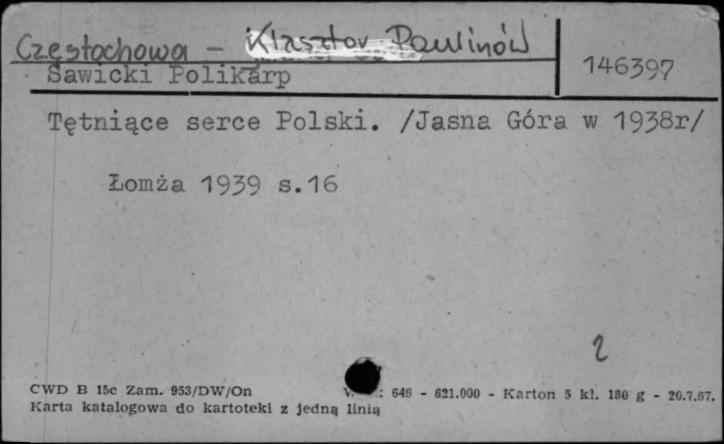 Częstochowa - Klasztor Paulinów
146397
Sawicki Polikarp
Tętniące serce Polski. /Jasna Góra w 1938r/
Łomża 1939 s.16
2
CWD B 15c Zam. 953/DW/On : 646 - 621.000 - Karton 5 kl. 180 g - 20.7.67.
Karta katalogowa do kartoteki z jedną linią